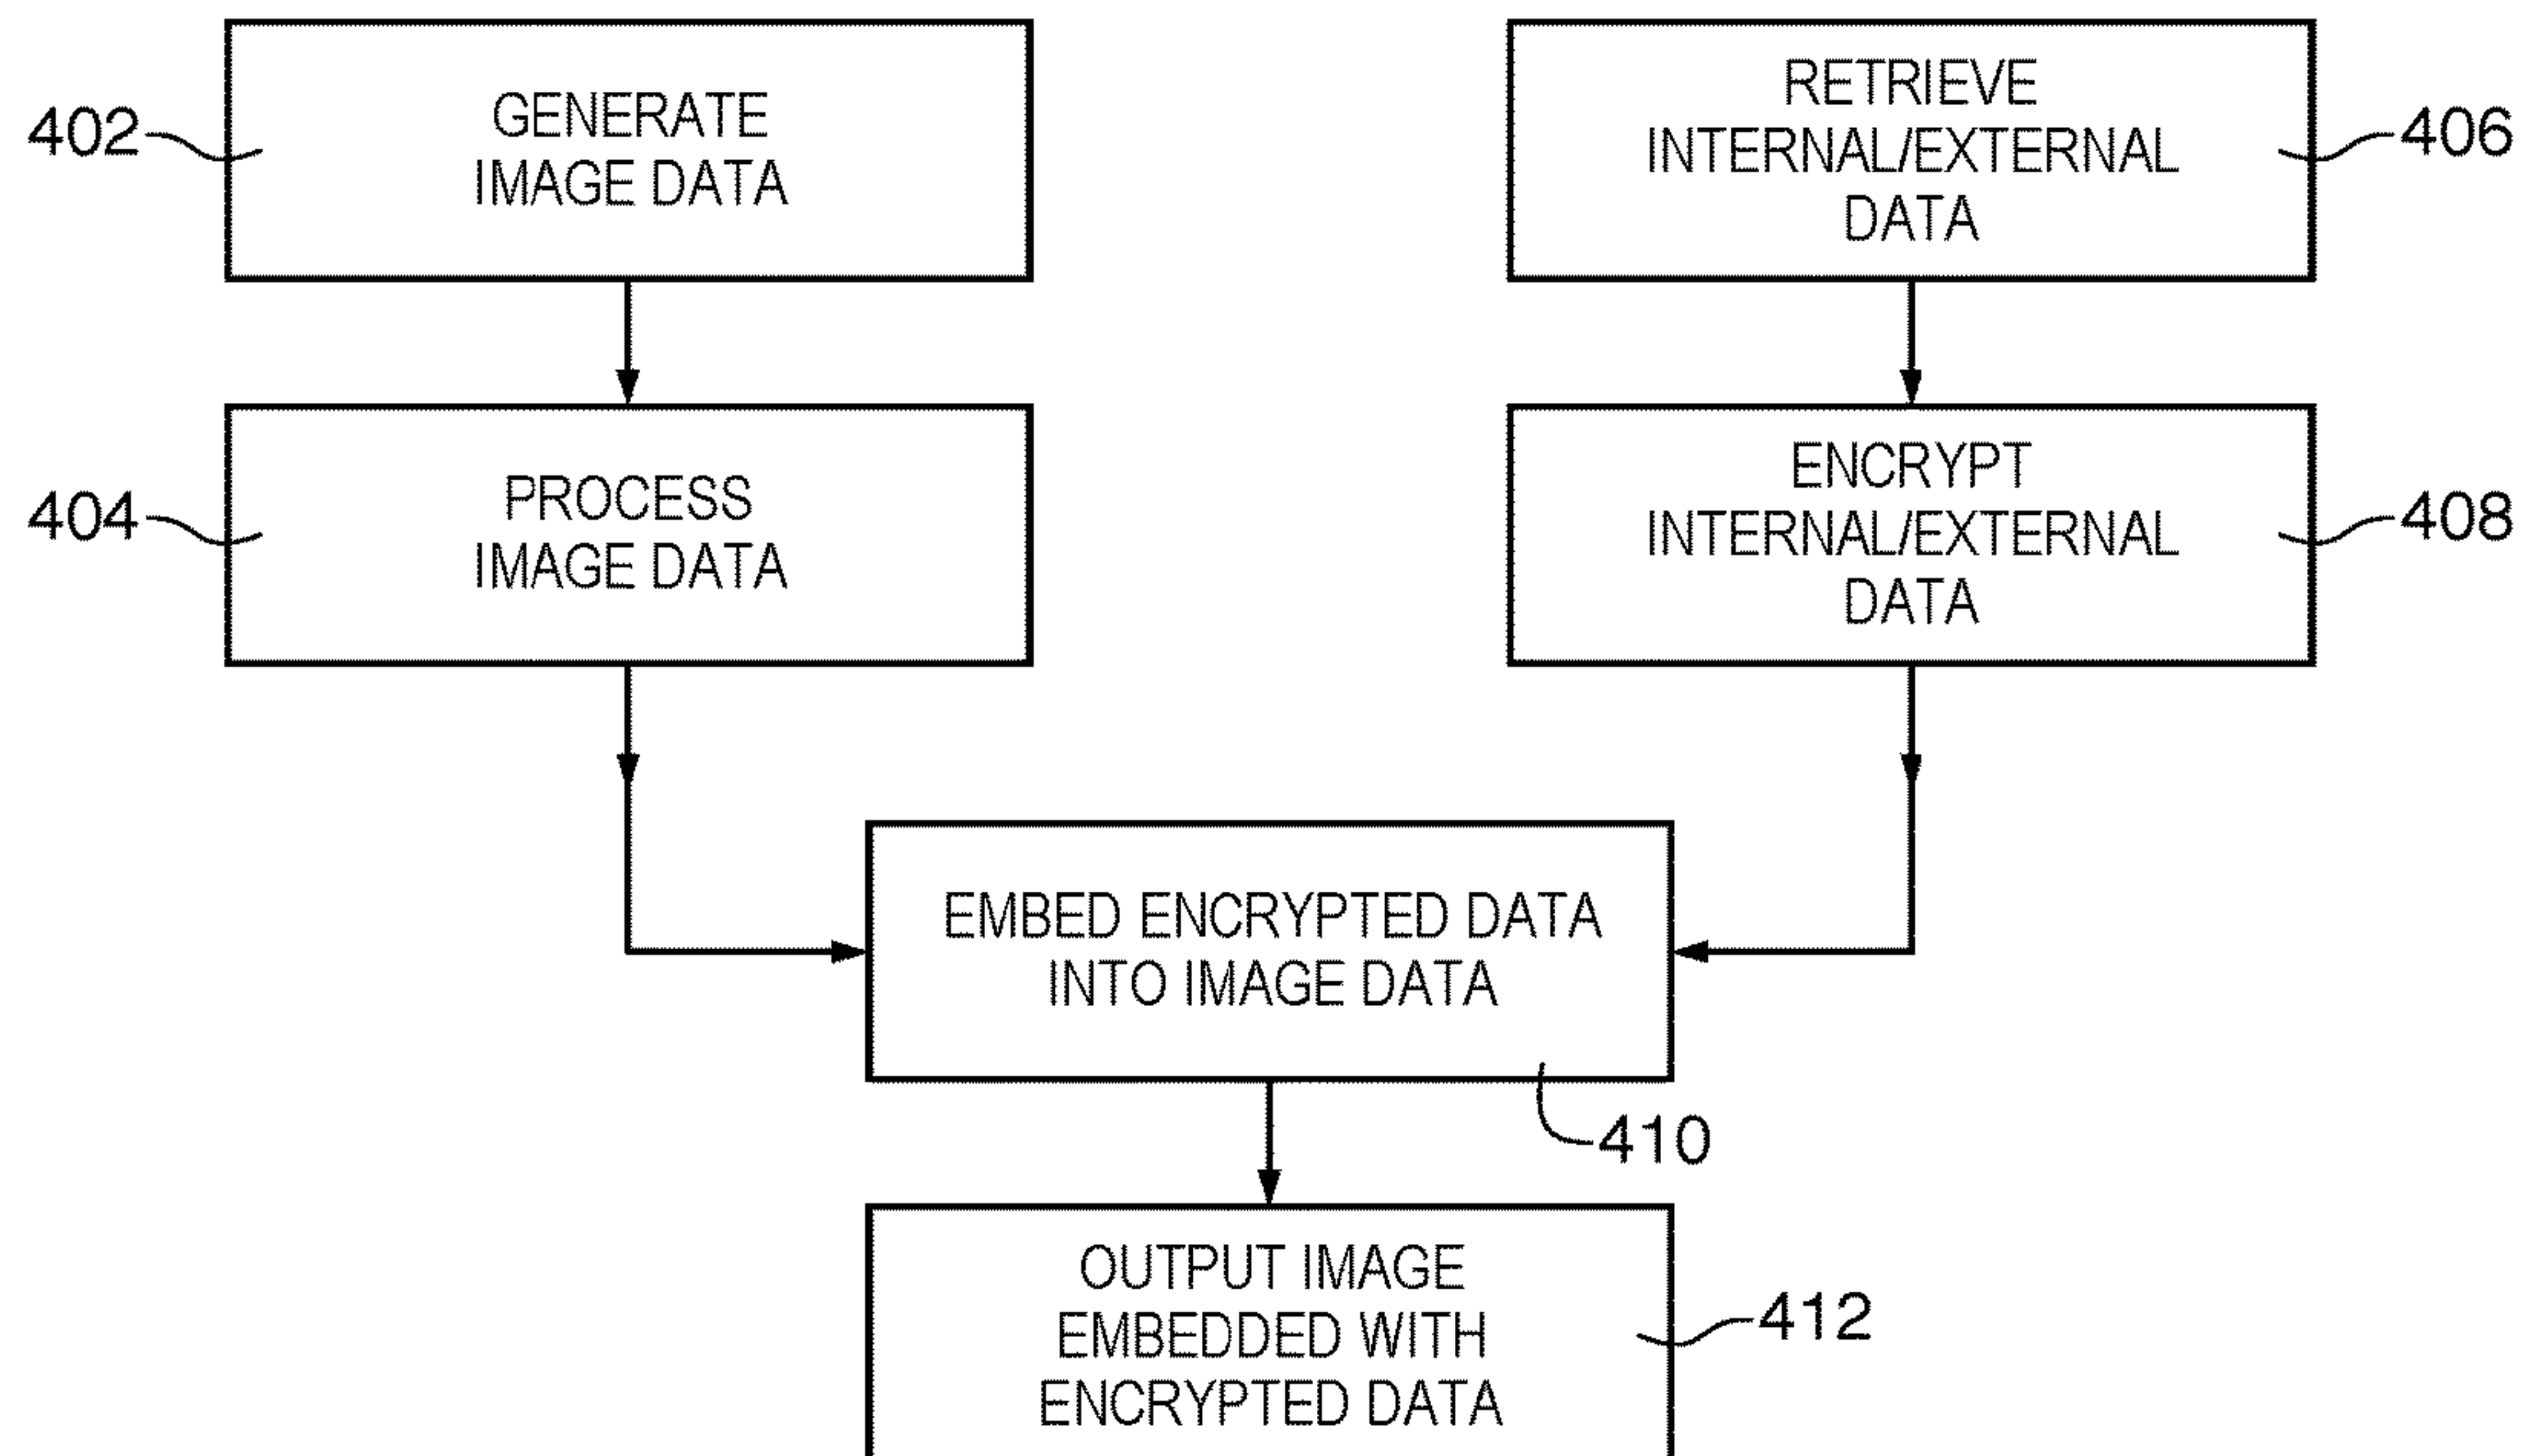 GENERATE
IMAGE DATA
402
RETRIEVE
INTERNAL/EXTERNAL
DATA
406
PROCESS
IMAGE DATA
404
ENCRYPT
INTERNAL/EXTERNAL
DATA
408
EMBED ENCRYPTED DATA
INTO IMAGE DATA
410
OUTPUT IMAGE
EMBEDDED WITH
ENCRYPTED DATA
412